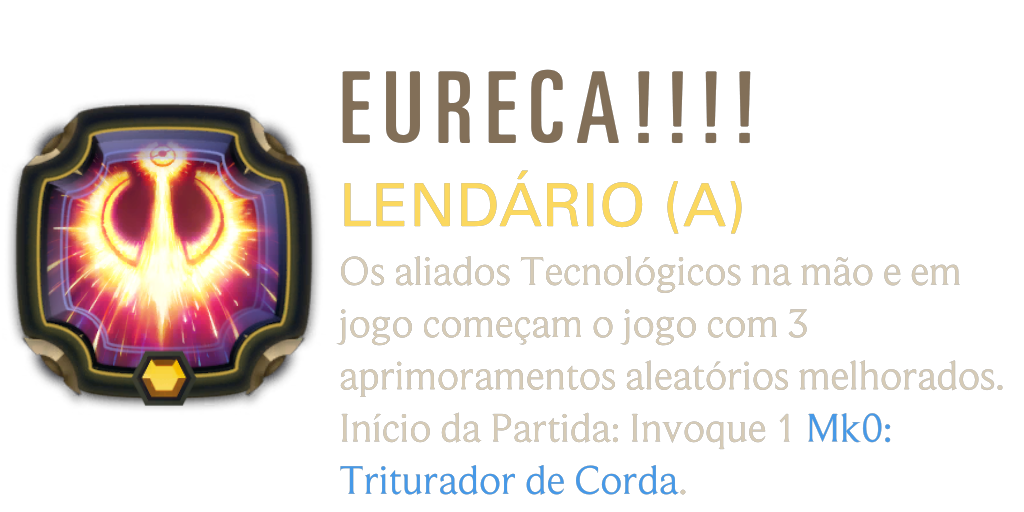 EURECA!!!!
LENDÁRIO (A)
Os aliados Tecnológicos na mão e em
jogo começam o jogo com 3
aprimoramentos aleatórios melhorados.
Início da Partida: Invoque 1 Mk0:
Triturador de Corda.